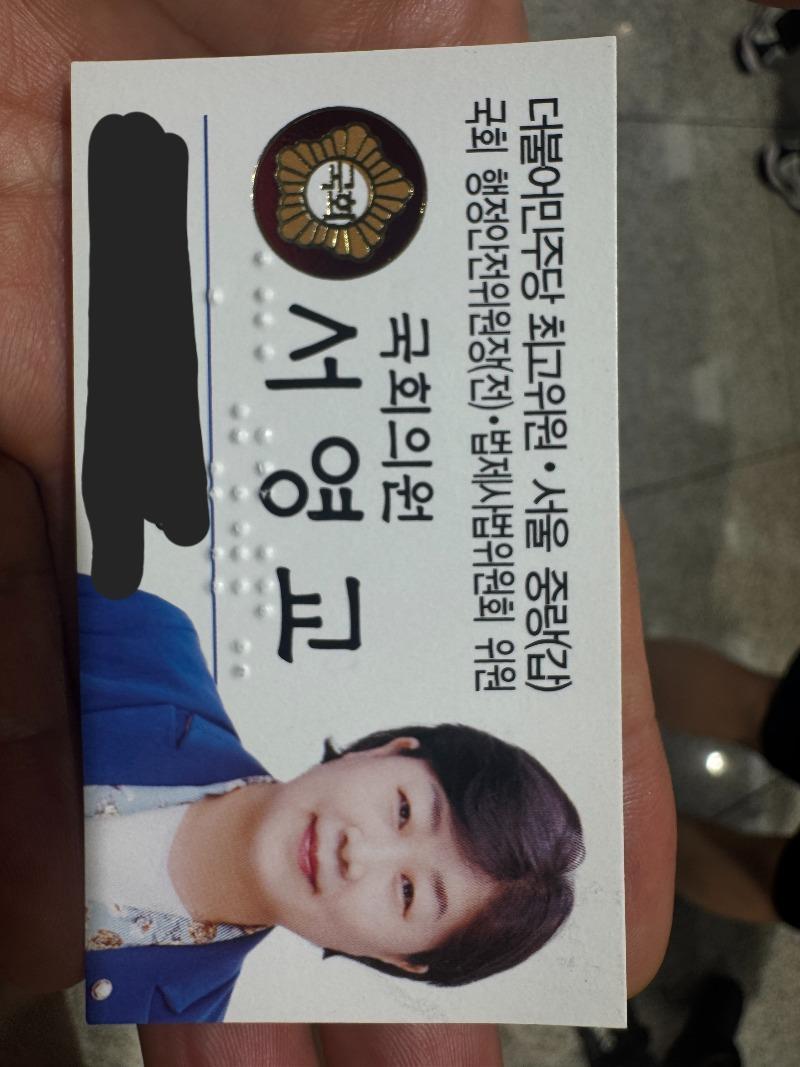 더불어민주당 최고위원 • 서울 중랑(갑)
국회 행정안전위원장(전) • 법제사법위원회 위원
국회의원
국회
서영교